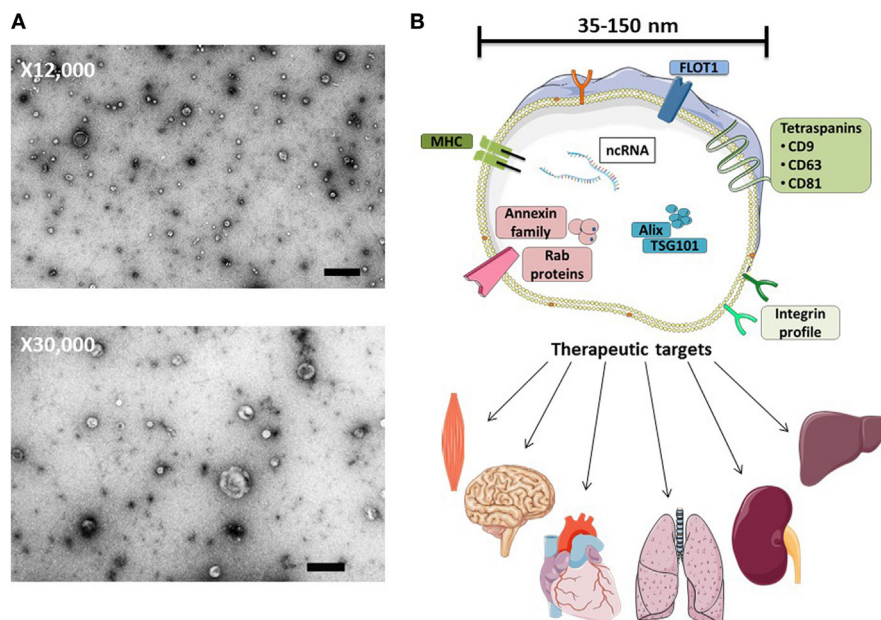 A
X12,000
X30,000
B
35-150 nm
FLOT1
MHC
ncRNA
Tetraspanins
• CD9
• CD63
• CD81
Annexin
family
Rab
proteins
Alix
TSG101
Integrin
profile
Therapeutic targets